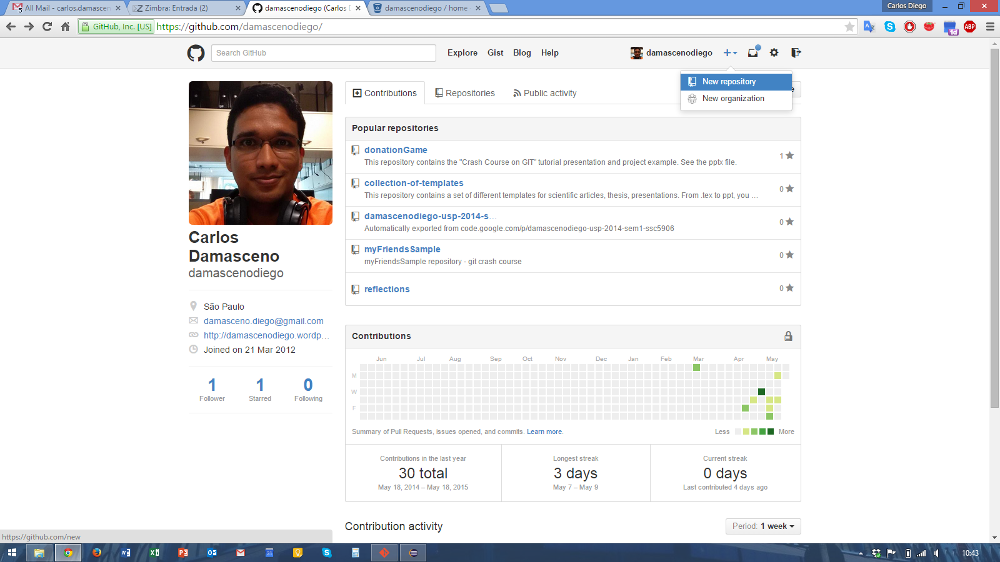 All Mail - carlos.damascen
Zimbra: Entrada (2)
damascenodiego (Carlos D
damascenodiego / home
Carlos Diego
GitHub, Inc. [US]
https://github.com/damascenodiego/
1d
ABP
Search GitHub
Explore
Gist
Blog
Help
damascenodiego
New repository
New organization
e
Contributions
Repositories
Public activity
Popular repositories
donationGame
This repository contains the "Crash Course on GIT" tutorial presentation and project example. See the pptx file.
1
collection-of-templates
This repository contains a set of different templates for scientific articles, thesis, presentations. From .tex to ppt, you …
0
damascenodiego-usp-2014-s…
Automatically exported from code.google.com/p/damascenodiego-usp-2014-sem1-ssc5906
0
myFriendsSample
myFriendsSample repository - git crash course
0
reflections
0
Carlos
Damasceno
damascenodiego
São Paulo
damasceno.diego@gmail.com
http://damascenodiego.wordp…
Joined on 21 Mar 2012
1 Follower
1 Starred
0 Following
Contributions
Jun Jul Aug Sep Oct Nov Dec Jan Feb Mar Apr May
M
W
F
Summary of Pull Requests, issues opened, and commits. Learn more.
Less More
Contributions in the last year
30 total
May 18, 2014 – May 18, 2015
Longest streak
3 days
May 7 – May 9
Current streak
0 days
Last contributed 4 days ago
Contribution activity
Period: 1 week
https://github.com/new
10:43